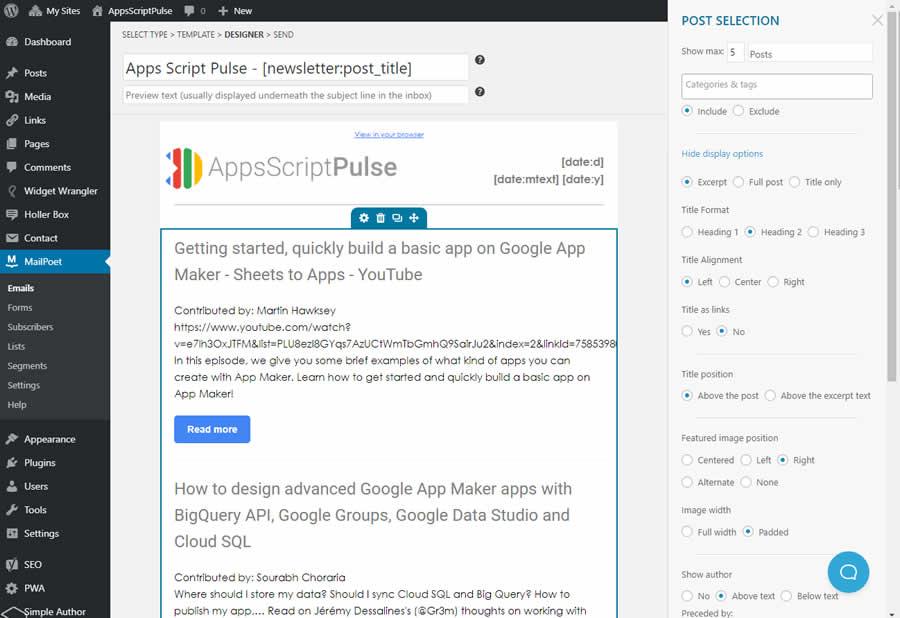 My Sites
AppsScriptPulse
0
New
Dashboard
Posts
Media
Links
Pages
Comments
Widget Wrangler
Holler Box
Contact
MailPoet
Emails
Forms
Subscribers
Lists
Segments
Settings
Help
Appearance
Plugins
Users
Tools
Settings
SEO
PWA
Simple Author
SELECT TYPE > TEMPLATE > DESIGNER > SEND
Apps Script Pulse - [newsletter:post_title]
Preview text (usually displayed underneath the subject line in the inbox)
View in your browser
AppsScriptPulse
[date:d]
[date:mtext] [date:y]
Getting started, quickly build a basic app on Google App
Maker - Sheets to Apps - YouTube
Contributed by: Martin Hawksey
https://www.youtube.com/watch?
In this episode, we give you some brief examples of what kind of apps you can
create with App Maker. Learn how to get started and quickly build a basic app on
App Maker!
Read more
How to design advanced Google App Maker apps with
BigQuery API, Google Groups, Google Data Studio and
Cloud SQL
Contributed by: Sourabh Choraria
Where should I store my data? Should I sync Cloud SQL and Big Query? How to
publish my app.... Read on Jérémy Dessalines's (@Gr3m) thoughts on working with
POST SELECTION
Show max: 5 Posts
Categories & tags
Include Exclude
Hide display options
Excerpt Full post Title only
Title Format
Heading 1 Heading 2 Heading 3
Title Alignment
Left Center Right
Title as links
Yes No
Title position
Above the post Above the excerpt text
Featured image position
Centered Left Right
Alternate None
Image width
Full width Padded
Show author
No Above text Below text
Preceded by: